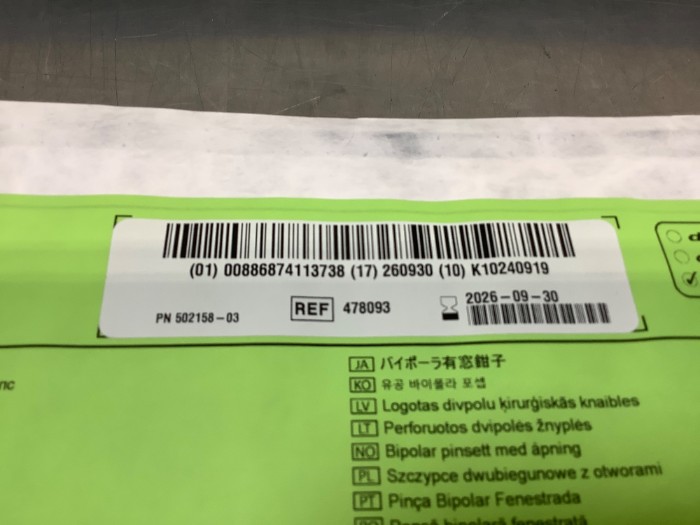 (01) 00886874113738 (17) 260930 (10) K10240919
PN 502158-03
REF 478093
2026-09-30
JA バイポーラ有窓鉗子
KO 유공 바이폴라 포셉
LV Logotas divpolu ķirurģiskās knaibles
LT Perforuotos dvipolės žnyplės
NO Bipolar pinsett med åpning
PL Szczypce dwubiegunowe z otworami
PT Pinça Bipolar Fenestrada